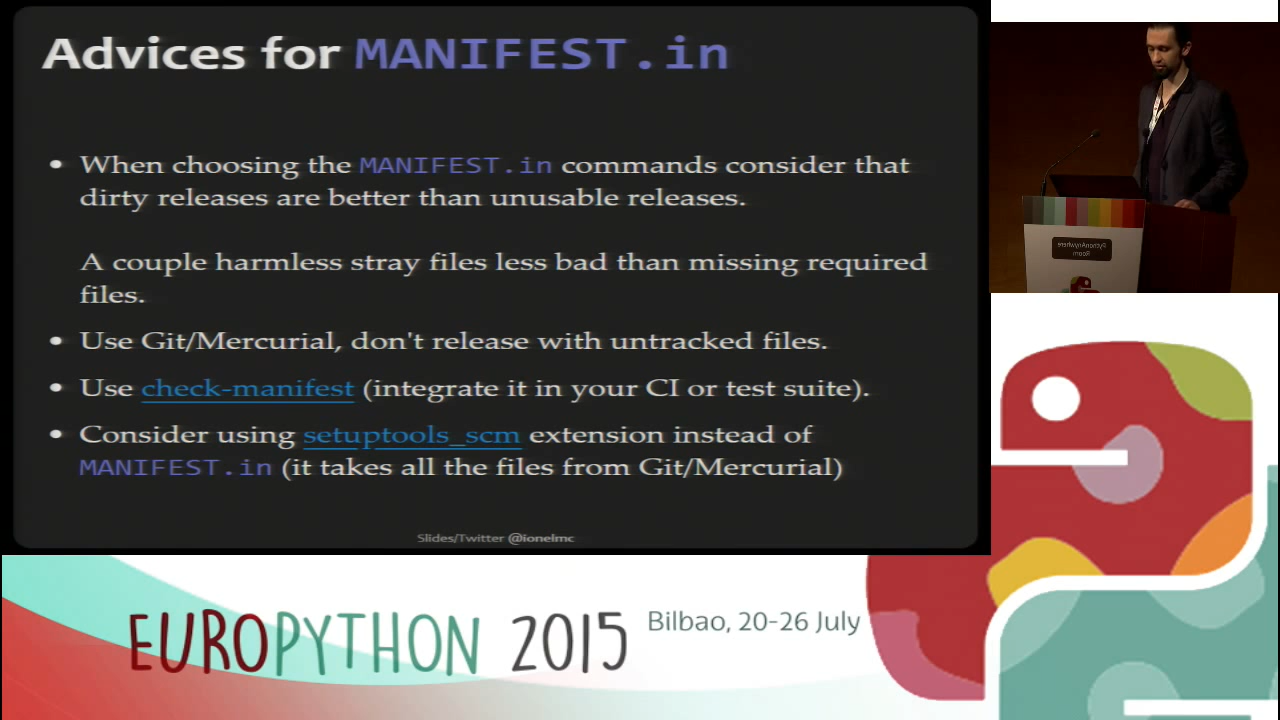 Advices for MANIFEST.in
• When choosing the MANIFEST.in commands consider that
dirty releases are better than unusable releases.
A couple harmless stray files less bad than missing required
files.
• Use Git/Mercurial, don't release with untracked files.
• Use check-manifest (integrate it in your CI or test suite).
• Consider using setuptools_scm extension instead of
MANIFEST.in (it takes all the files from Git/Mercurial)
Slides/Twitter @ionelmc
PythonAnywhere
Room
EUROPYTHON 2015
Bilbao, 20-26 July